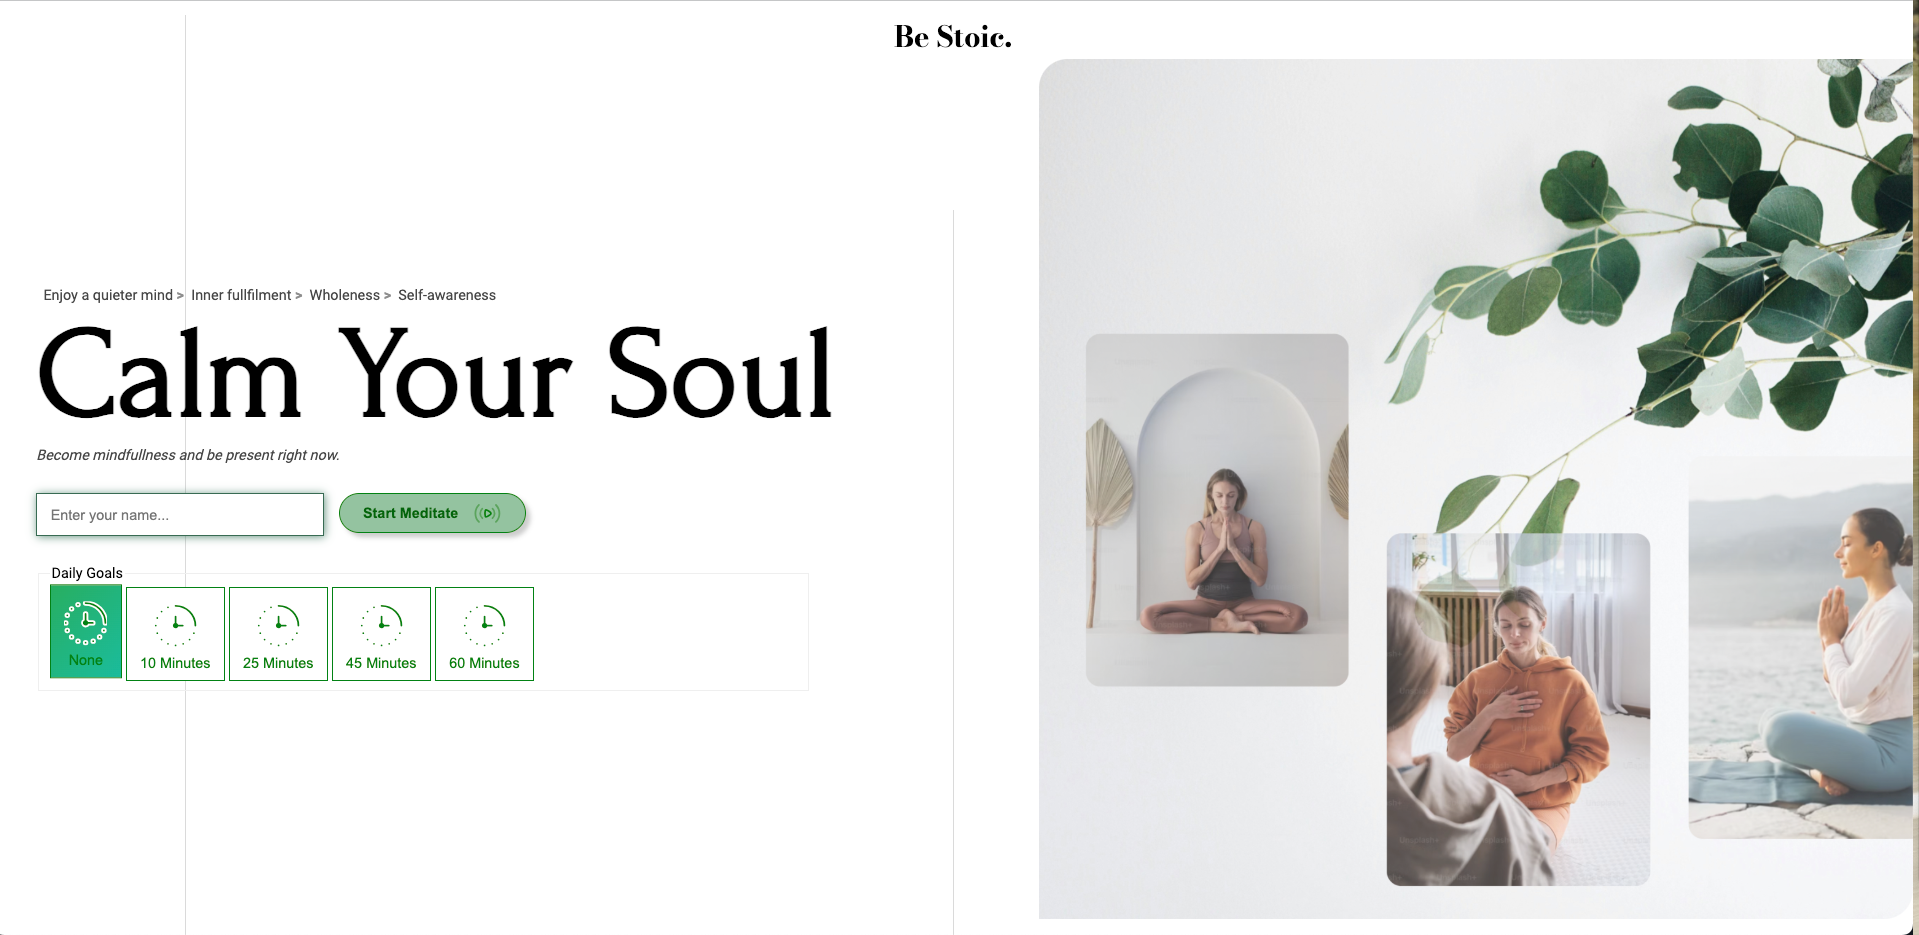 Be Stoic.
Enjoy a quieter mind > Inner fullfilment > Wholeness > Self-awareness
Calm Your Soul
Become mindfullness and be present right now.
Enter your name...
Start Meditate
Daily Goals
None
10 Minutes
25 Minutes
45 Minutes
60 Minutes